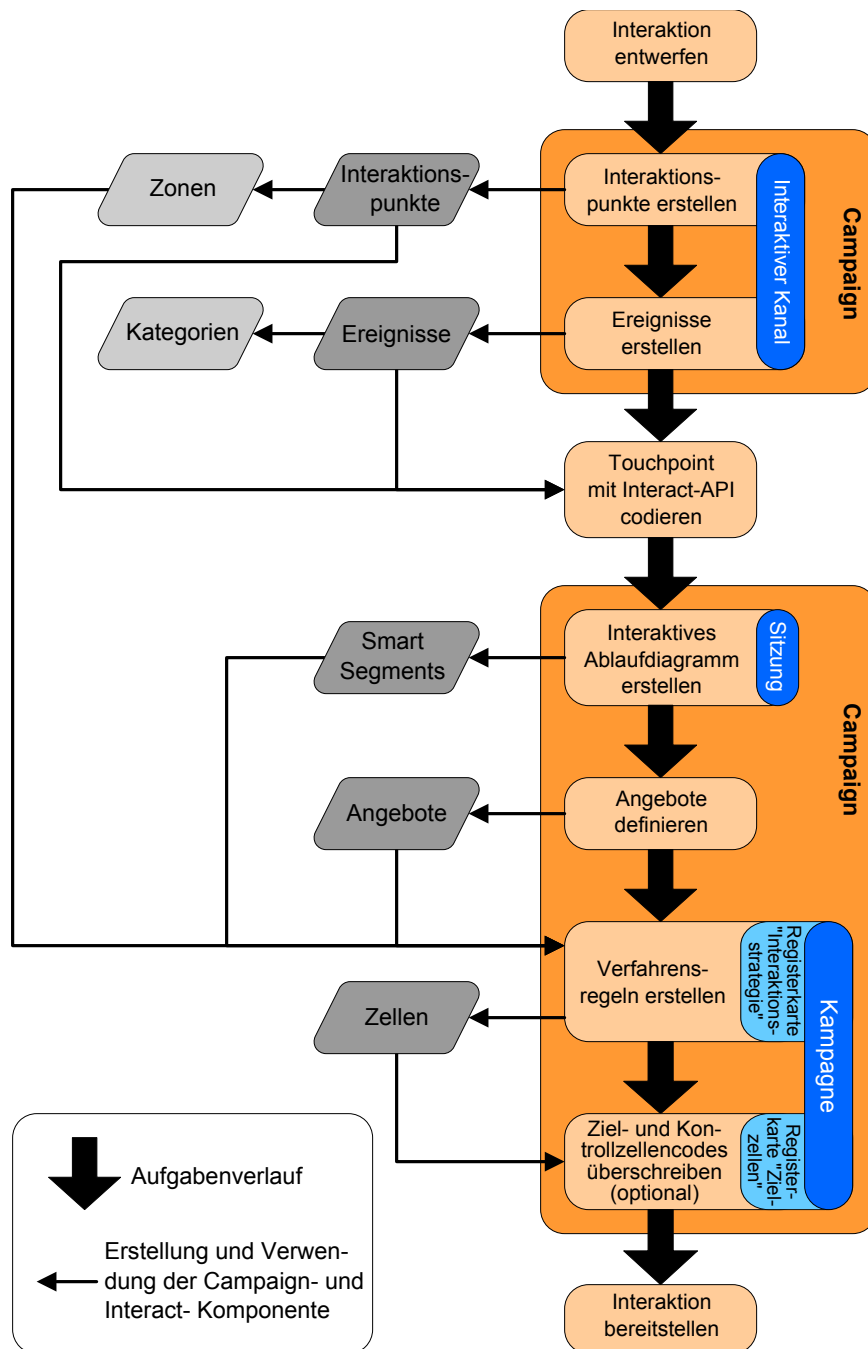 Interaktion
entwerfen
Zonen
Interaktions-
punkte
Interaktions-
punkte erstellen
Interaktiver Kanal
Campaign
Kategorien
Ereignisse
Ereignisse
erstellen
Touchpoint
mit Interact-API
codieren
Smart
Segments
Interaktives
Ablaufdiagramm
erstellen
Sitzung
Campaign
Angebote
Angebote
definieren
Verfahrens-
regeln erstellen
Registerkarte
"Interaktions-
strategie"
Kampagne
Zellen
Ziel- und Kon-
trollzellencodes
überschreiben
(optional)
Register-
karte "Ziel-
zellen"
Aufgabenverlauf
Erstellung und Verwen-
dung der Campaign- und
Interact- Komponente
Interaktion
bereitstellen